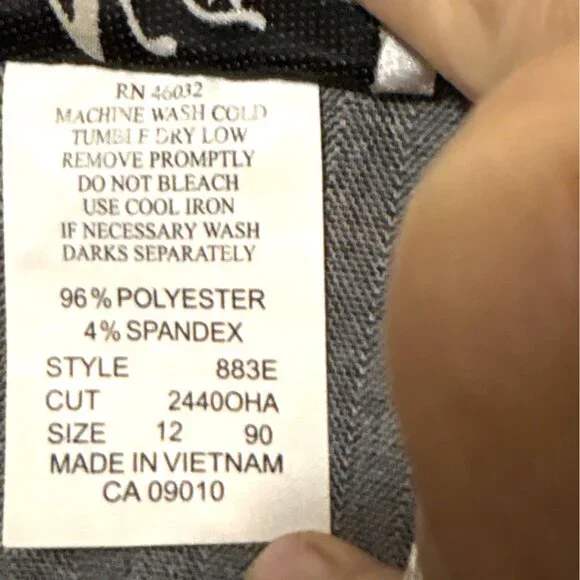 RN 46032
MACHINE WASH COLD
TUMBLE DRY LOW
REMOVE PROMPTLY
DO NOT BLEACH
USE COOL IRON
IF NECESSARY WASH
DARKS SEPARATELY
96% POLYESTER
4% SPANDEX
STYLE 883E
CUT 2440OHA
SIZE 12 90
MADE IN VIETNAM
CA 09010